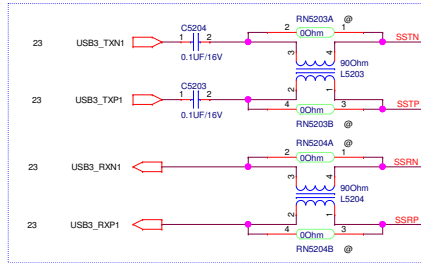 RN5203A @
C5204 2 0Ohm 1
23 USB3_TXN1 1 2 SSTN
0.1UF/16V 3 4
90Ohm
C5203 L5203
2 1
23 USB3_TXP1 1 2 SSTP
0.1UF/16V 4 0Ohm 3
RN5203B @
RN5204A @
2 0Ohm 1
23 USB3_RXN1 SSRN
3 4
90Ohm
L5204
2 1
23 USB3_RXP1 SSRP
4 0Ohm 3
RN5204B @